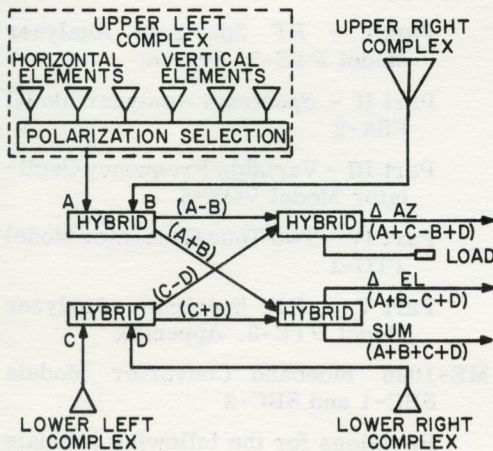 UPPER LEFT
COMPLEX
HORIZONTAL VERTICAL
ELEMENTS ELEMENTS
POLARIZATION SELECTION
UPPER RIGHT
COMPLEX
A B (A-B)
HYBRID HYBRID
Δ AZ
(A+C-B+D)
LOAD
(A+B)
(C-D)
HYBRID (C+D) HYBRID
Δ EL
(A+B-C+D)
SUM
(A+B+C+D)
C D
LOWER LEFT
COMPLEX
LOWER RIGHT
COMPLEX